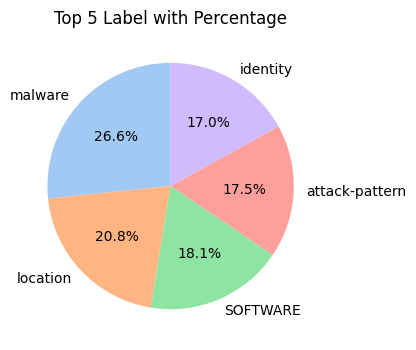 Top 5 Label with Percentage
identity
malware
17.0%
26.6%
17.5%
attack-pattern
20.8%
18.1%
location
SOFTWARE